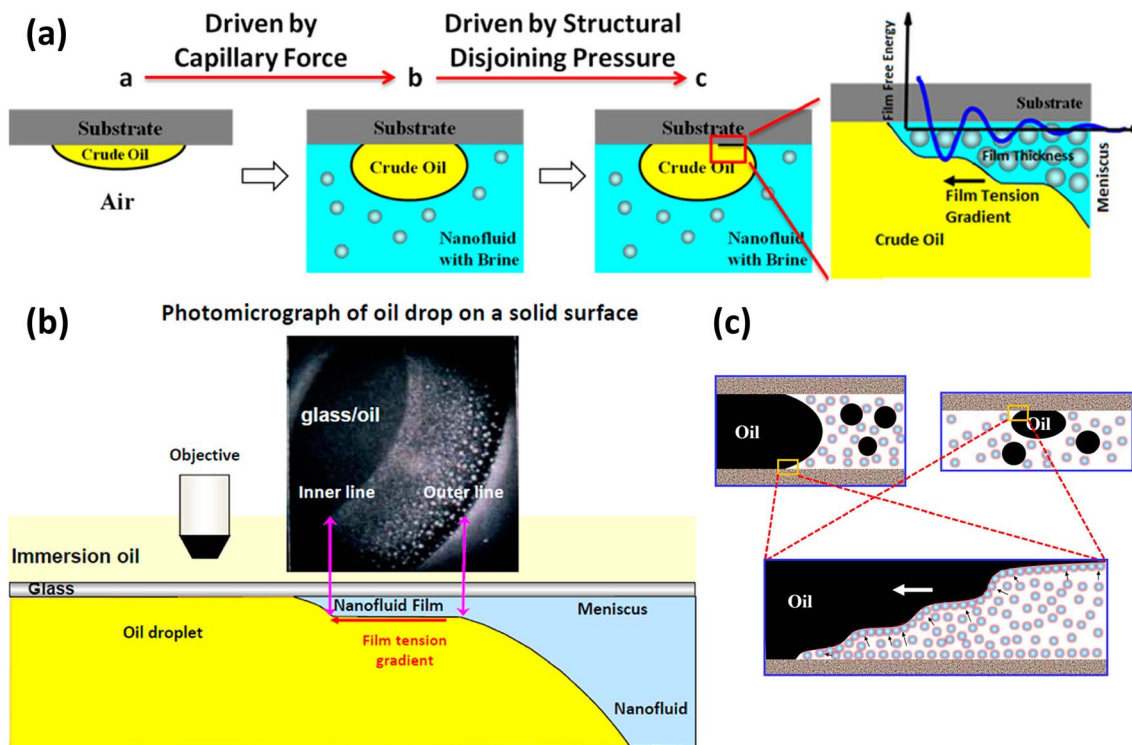 (a)
Driven by
Capillary Force
Driven by Structural
Disjoining Pressure
a
b
c
Substrate
Crude Oil
Air
Substrate
Crude Oil
Nanofluid
with Brine
Substrate
Crude Oil
Nanofluid
with Brine
Film Free Energy
Substrate
Film Thickness
Meniscus
Film Tension
Gradient
Crude Oil
(b)
Photomicrograph of oil drop on a solid surface
glass/oil
Inner line
Outer line
Objective
Immersion oil
Glass
Nanofluid Film
Meniscus
Oil droplet
Film tension
gradient
Nanofluid
(c)
Oil
Oil
Oil